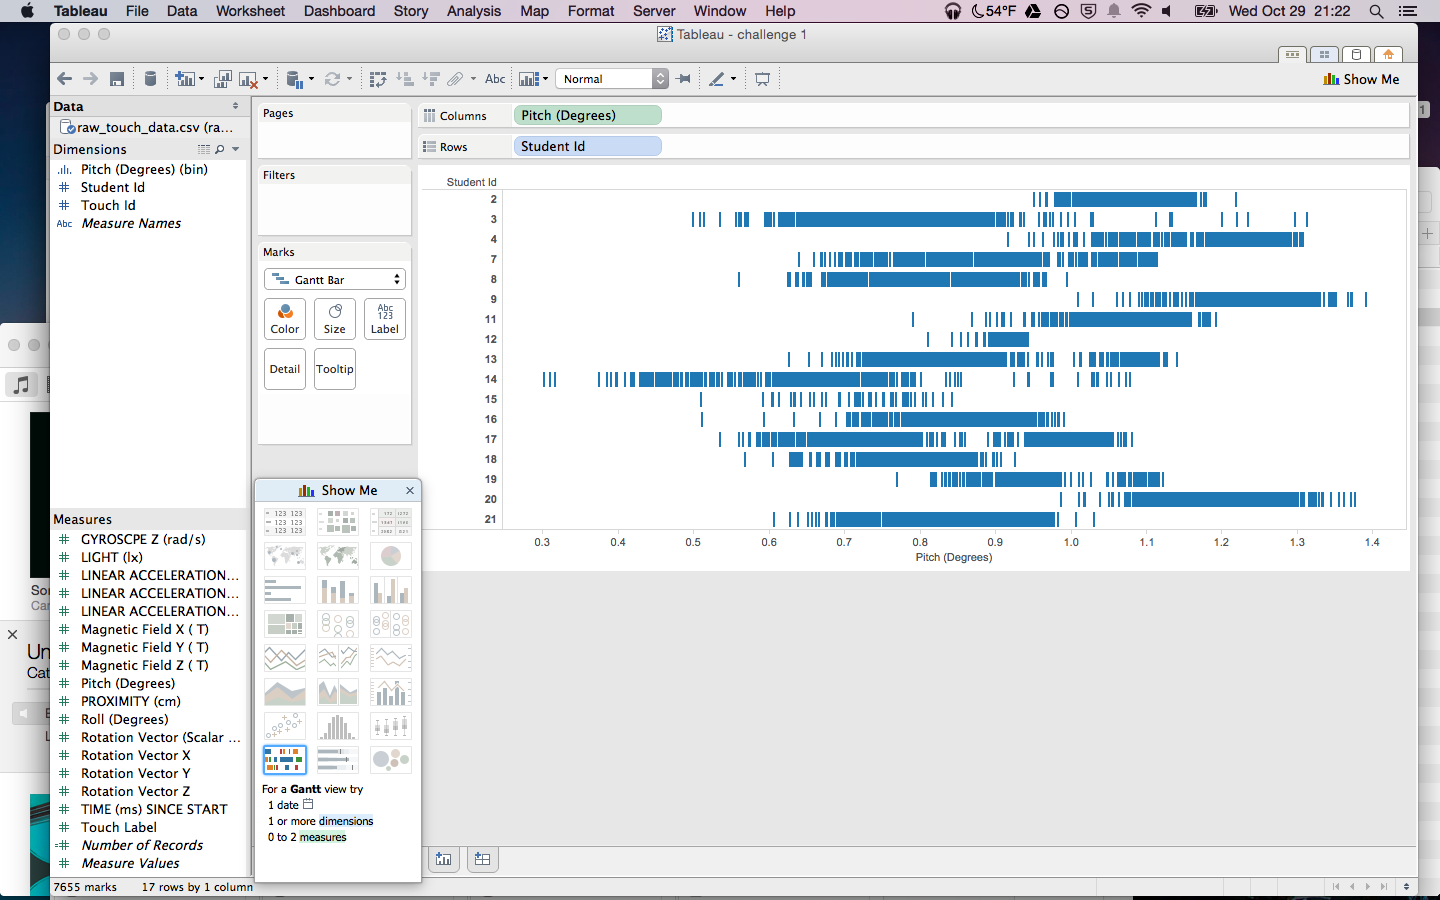 Tableau File Data Worksheet Dashboard Story Analysis Map Format Server Window Help 54°F Wed Oct 29 21:22
Tableau - challenge 1
Abc Normal Show Me
Data
raw_touch_data.csv (ra...
Dimensions
Pitch (Degrees) (bin)
# Student Id
# Touch Id
Abc Measure Names
Measures
# GYROSCPE Z (rad/s)
# LIGHT (lx)
# LINEAR ACCELERATION...
# LINEAR ACCELERATION...
# LINEAR ACCELERATION...
# Magnetic Field X ( T)
# Magnetic Field Y ( T)
# Magnetic Field Z ( T)
# Pitch (Degrees)
# PROXIMITY (cm)
# Roll (Degrees)
# Rotation Vector (Scalar ...
# Rotation Vector X
# Rotation Vector Y
# Rotation Vector Z
# TIME (ms) SINCE START
# Touch Label
=# Number of Records
# Measure Values
Pages
Filters
Marks
Gantt Bar
Color Size Abc 123 Label
Detail Tooltip
Columns Pitch (Degrees)
Rows Student Id
Student Id
2
3
4
7
8
9
11
12
13
14
15
16
17
18
19
20
21
0.3 0.4 0.5 0.6 0.7 0.8 0.9 1.0 1.1 1.2 1.3 1.4
Pitch (Degrees)
Show Me
For a Gantt view try
1 date
1 or more dimensions
0 to 2 measures
7655 marks 17 rows by 1 column
Un
Cat
1